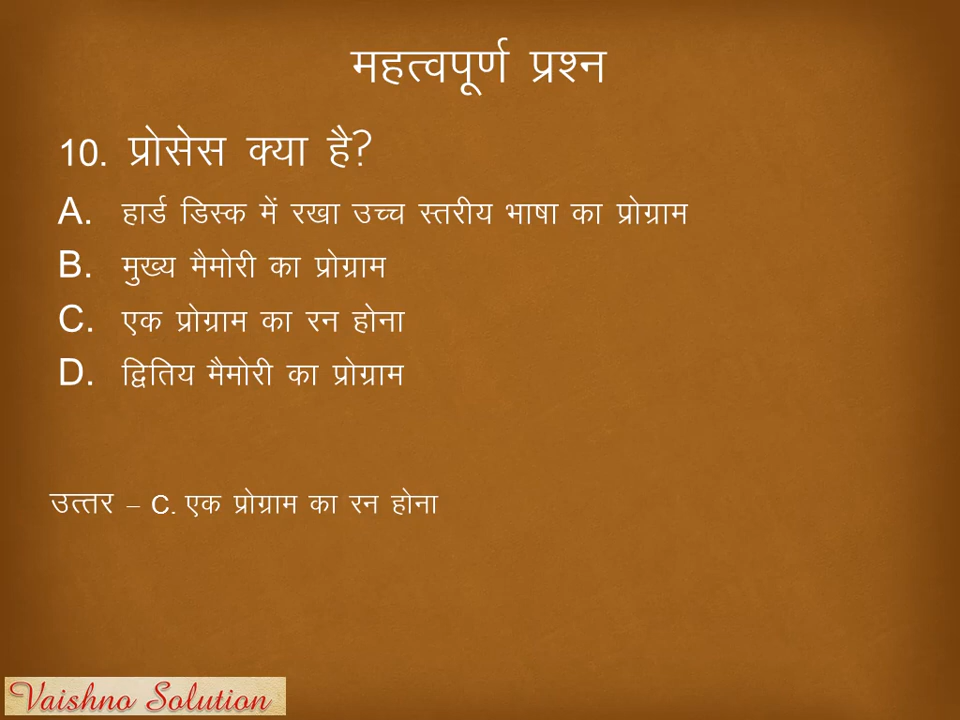 महत्वपूर्ण प्रश्न
10. प्रोसेस क्या है?
A. हार्ड डिस्क में रखा उच्च स्तरीय भाषा का प्रोग्राम
B. मुख्य मैमोरी का प्रोग्राम
C. एक प्रोग्राम का रन होना
D. द्वितिय मैमोरी का प्रोग्राम
उत्तर – C. एक प्रोग्राम का रन होना
Vaishno Solution